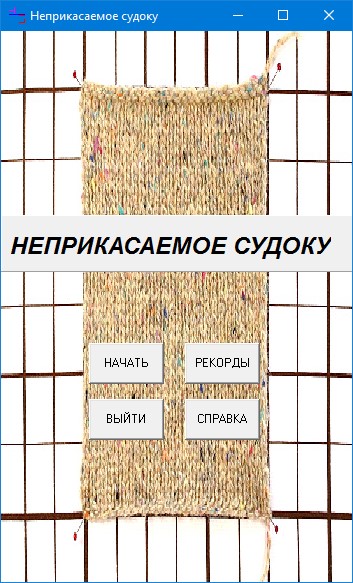 Неприкасаемое судоку
НЕПРИКАСАЕМОЕ СУДОКУ
НАЧАТЬ РЕКОРДЫ
ВЫЙТИ СПРАВКА